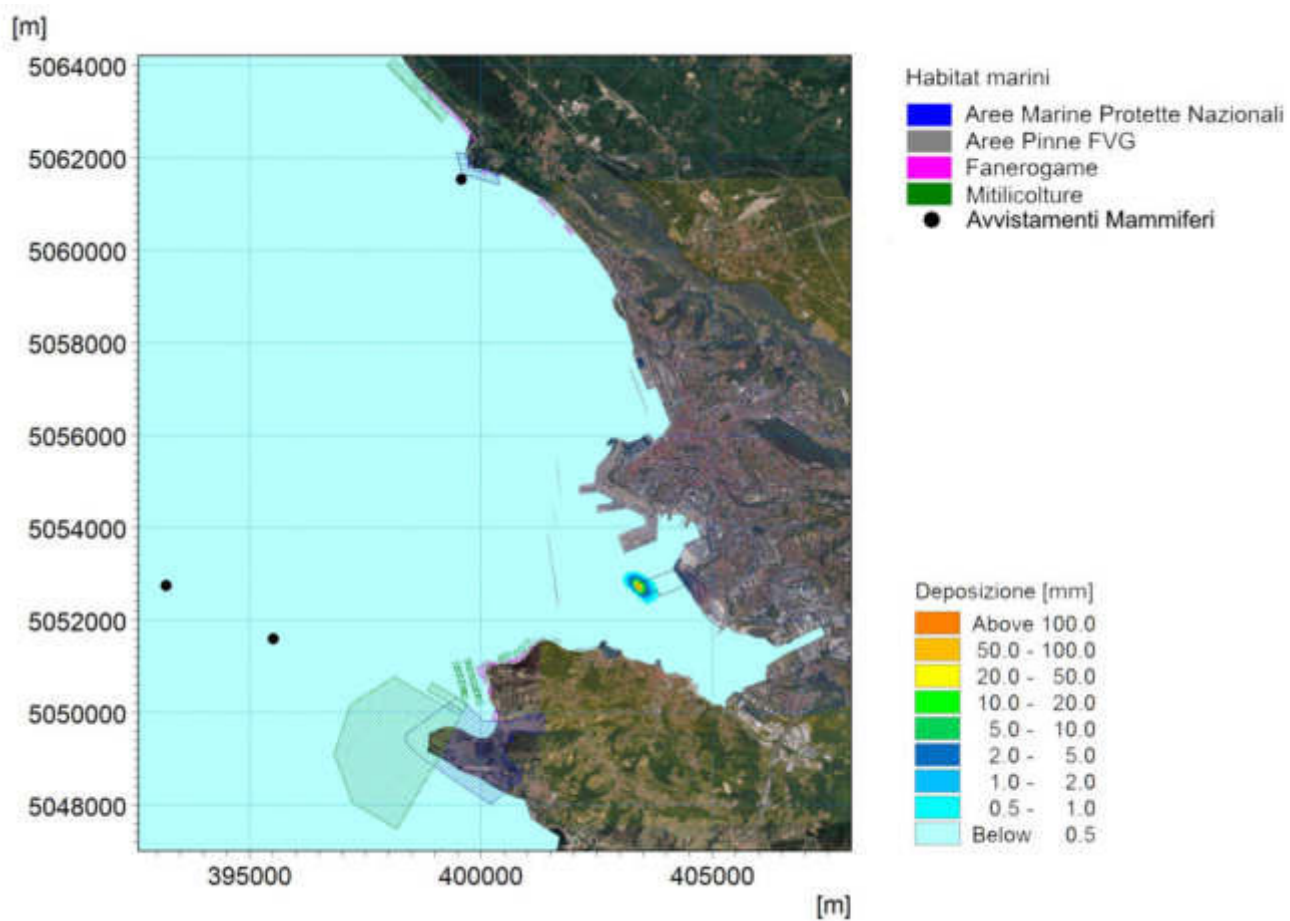 [m]
5064000
5062000
5060000
5058000
5056000
5054000
5052000
5050000
5048000
395000
400000
405000
[m]
Habitat marini
Aree Marine Protette Nazionali
Aree Pinne FVG
Fanerogame
Mitilicolture
Avvistamenti Mammiferi
Deposizione [mm]
Above 100.0
50.0 - 100.0
20.0 - 50.0
10.0 - 20.0
5.0 - 10.0
2.0 - 5.0
1.0 - 2.0
0.5 - 1.0
Below 0.5